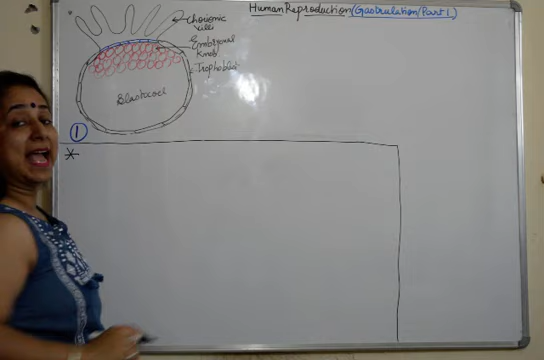 Human Reproduction (Gastrulation/Part 1)
Chorionic
villi
Embryonal
Knob
Trophoblast
Blastocoel
1
*